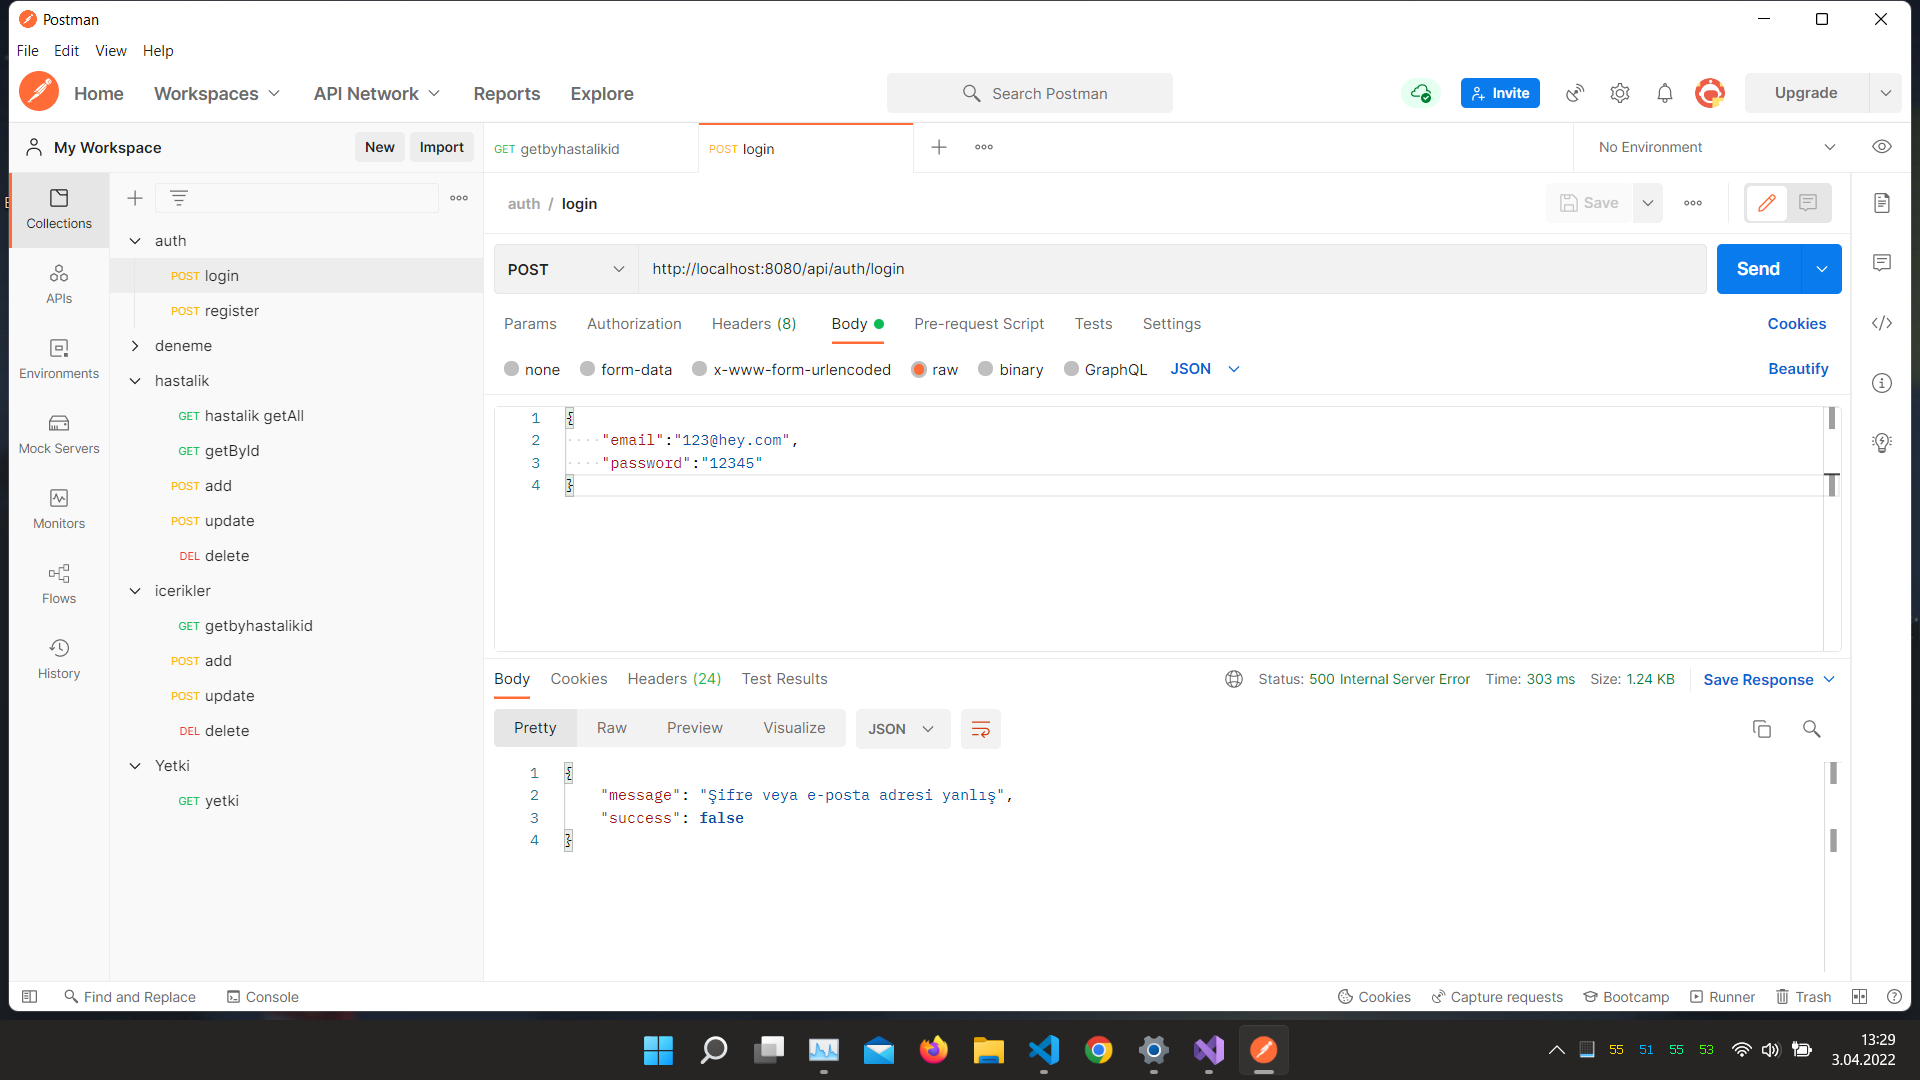 Postman
File Edit View Help
Home Workspaces API Network Reports Explore Search Postman Invite Upgrade
My Workspace New Import GET getbyhastalikid POST login No Environment
Collections
APIs
Environments
Mock Servers
Monitors
Flows
History
auth
POST login
POST register
deneme
hastalik
GET hastalik getAll
GET getById
POST add
POST update
DEL delete
icerikler
GET getbyhastalikid
POST add
POST update
DEL delete
Yetki
GET yetki
auth / login Save
POST http://localhost:8080/api/auth/login Send
Params Authorization Headers (8) Body Pre-request Script Tests Settings Cookies
none form-data x-www-form-urlencoded raw binary GraphQL JSON Beautify
1 {
2 "email":"123@hey.com",
3 "password":"12345"
4 }
Body Cookies Headers (24) Test Results Status: 500 Internal Server Error Time: 303 ms Size: 1.24 KB Save Response
Pretty Raw Preview Visualize JSON
1 {
2 "message": "Şifre veya e-posta adresi yanlış",
3 "success": false
4 }
Find and Replace Console Cookies Capture requests Bootcamp Runner Trash
55 51 55 53 13:29
3.04.2022